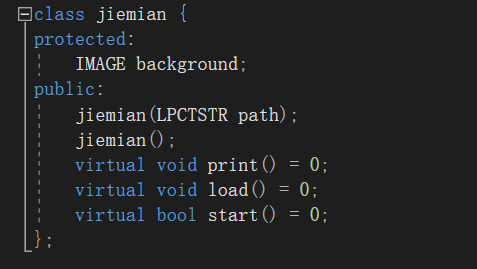 class jiemian {
protected:
    IMAGE background;
public:
    jiemian(LPCTSTR path);
    jiemian();
    virtual void print() = 0;
    virtual void load() = 0;
    virtual bool start() = 0;
};